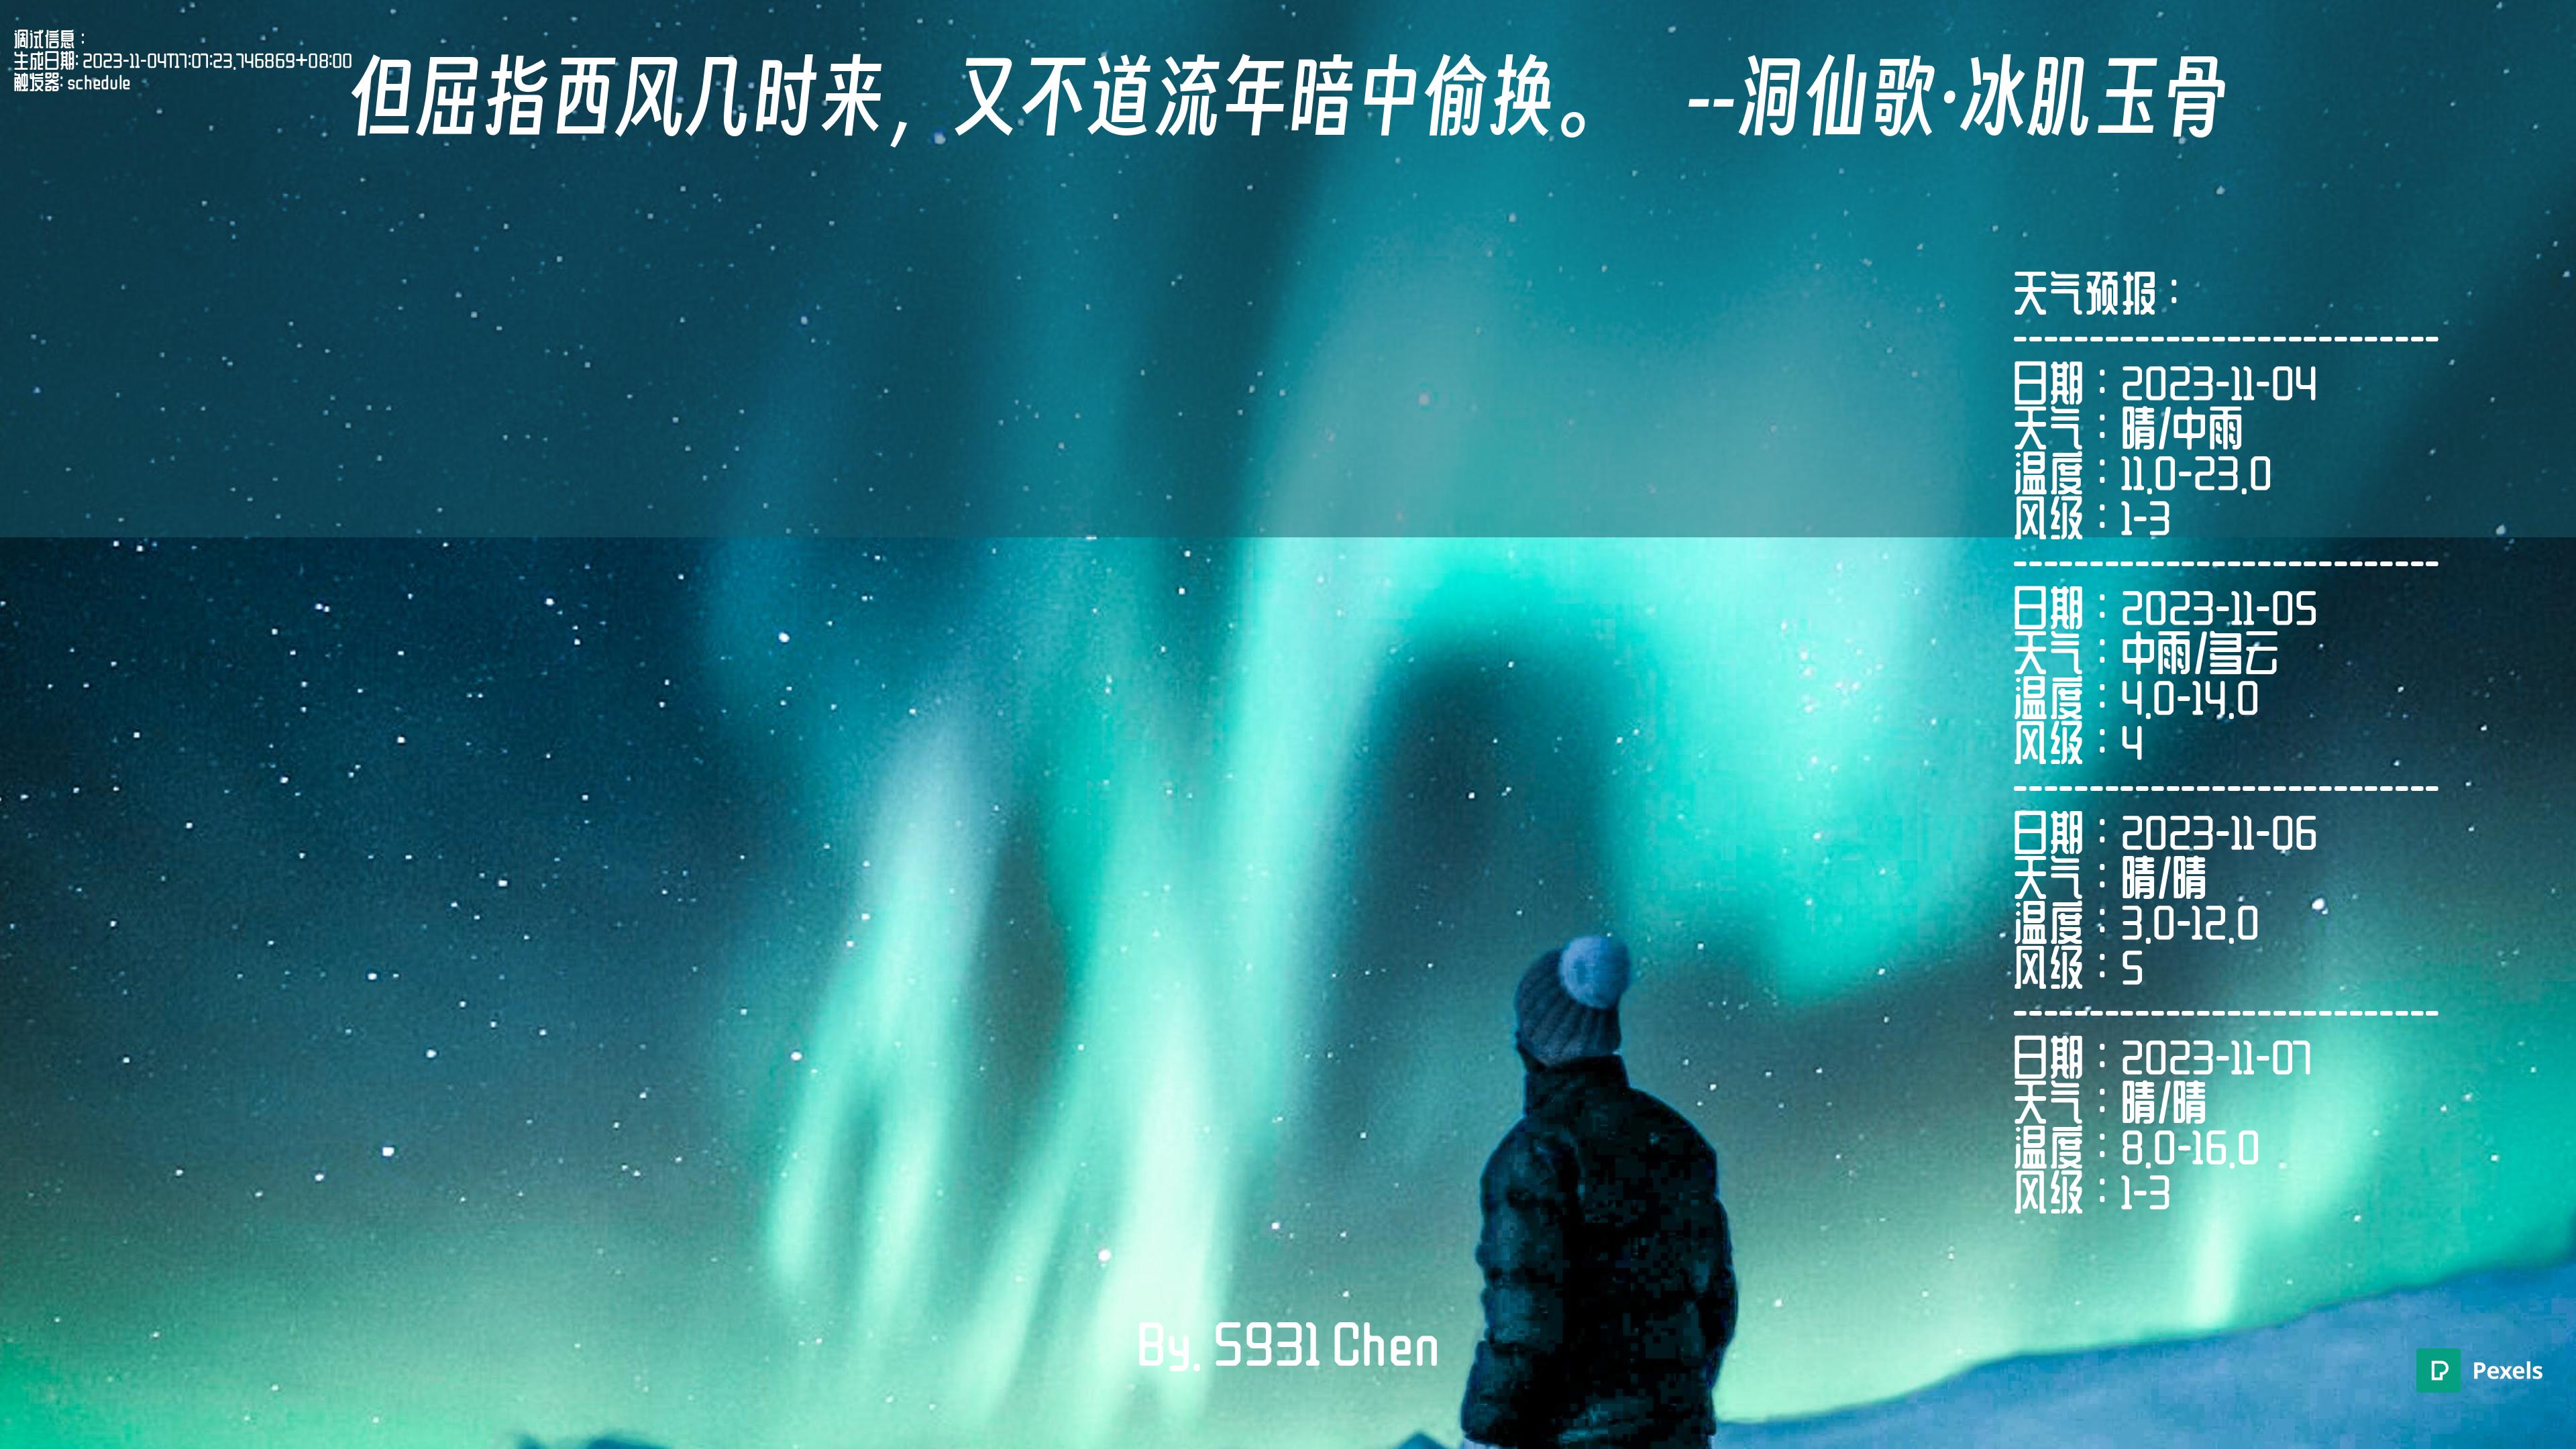 调试信息：
生成日期: 2023-11-04T17:07:23.746869+08:00
触发器: schedule
但屈指西风几时来，又不道流年暗中偷换。 --洞仙歌·冰肌玉骨
天气预报：
----------------------------
日期：2023-11-04
天气：晴/中雨
温度：11.0-23.0
风级：1-3
----------------------------
日期：2023-11-05
天气：中雨/多云
温度：4.0-14.0
风级：4
----------------------------
日期：2023-11-06
天气：晴/晴
温度：3.0-12.0
风级：5
----------------------------
日期：2023-11-07
天气：晴/晴
温度：8.0-16.0
风级：1-3
By. S931 Chen
Pexels